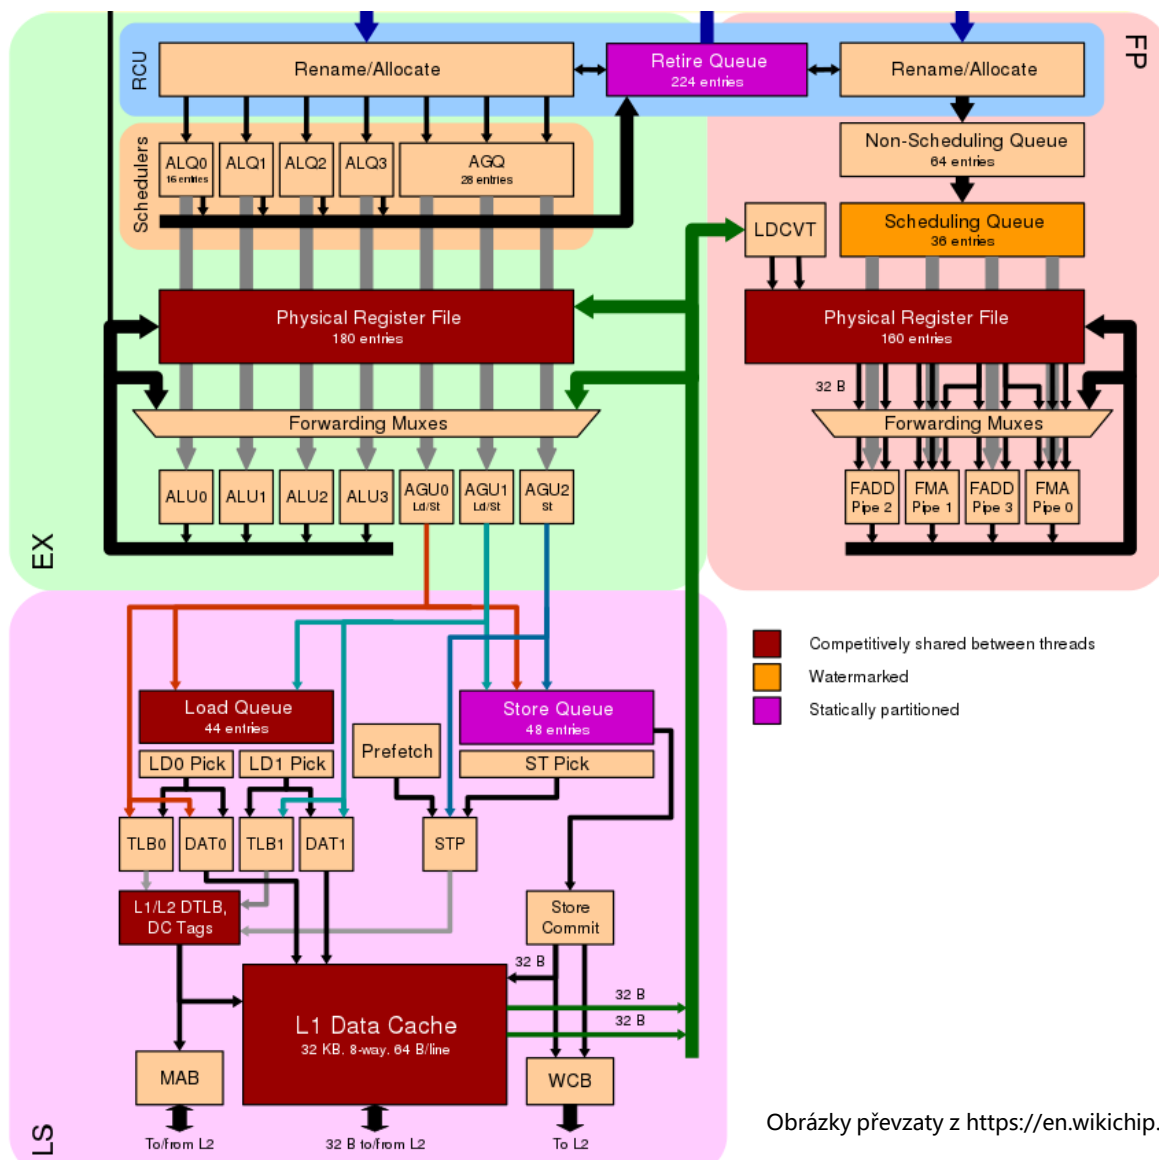 RCU
Rename/Allocate
Retire Queue
224 entries
Rename/Allocate
FP
Schedulers
ALQ0
16 entries
ALQ1
ALQ2
ALQ3
AGQ
28 entries
Non-Scheduling Queue
64 entries
LDCVT
Scheduling Queue
36 entries
Physical Register File
180 entries
Physical Register File
160 entries
32 B
Forwarding Muxes
Forwarding Muxes
ALU0
ALU1
ALU2
ALU3
AGU0
Ld/St
AGU1
Ld/St
AGU2
St
FADD
Pipe 2
FMA
Pipe 1
FADD
Pipe 3
FMA
Pipe 0
EX
Competitively shared between threads
Watermarked
Statically partitioned
Load Queue
44 entries
Store Queue
48 entries
LD0 Pick
LD1 Pick
Prefetch
ST Pick
TLB0
DAT0
TLB1
DAT1
STP
L1/L2 DTLB,
DC Tags
Store
Commit
32 B
L1 Data Cache
32 KB, 8-way, 64 B/line
32 B
32 B
MAB
WCB
To/from L2
32 B to/from L2
To L2
LS
Obrázky převzaty z https://en.wikichip.